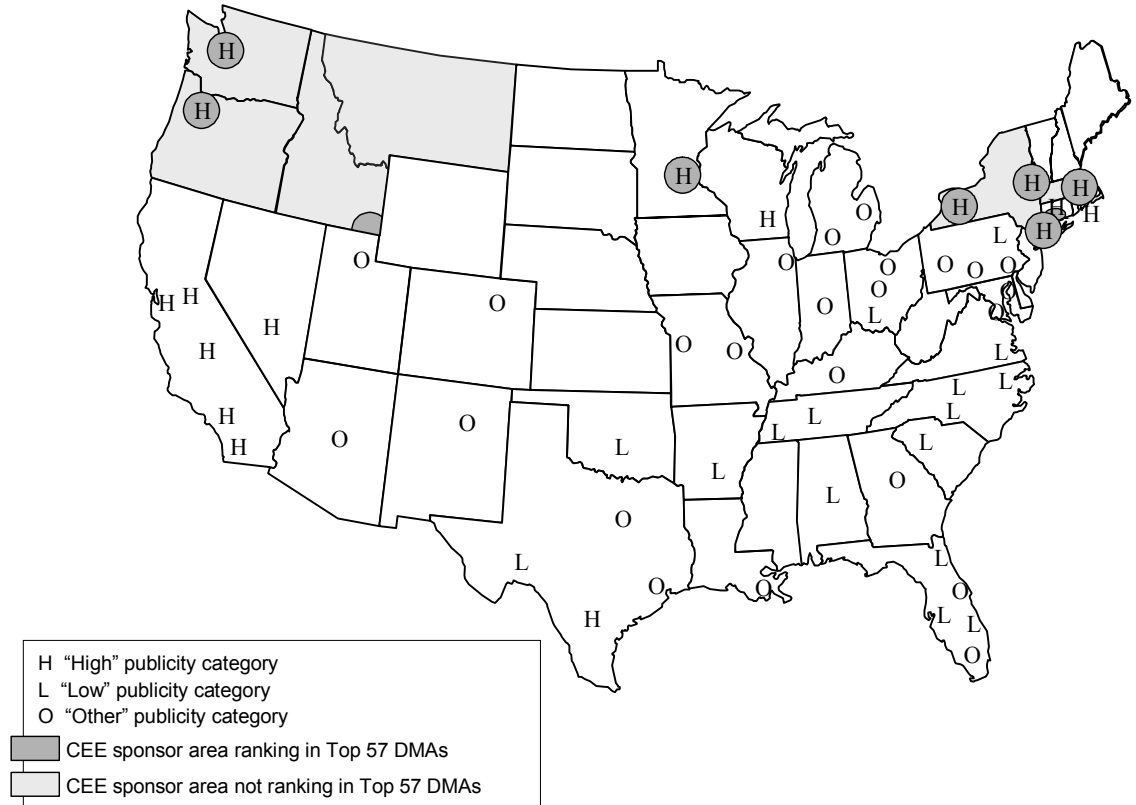 H
H
H H H
H H H
O
H H
O L
O O O O O O
O O
H H O O L O
H
H O O L
O L L
H L L
O L
H O L L
L O
L
O
L L
O O O
H L L
O
H "High" publicity category
L "Low" publicity category
O "Other" publicity category
CEE sponsor area ranking in Top 57 DMAs
CEE sponsor area not ranking in Top 57 DMAs